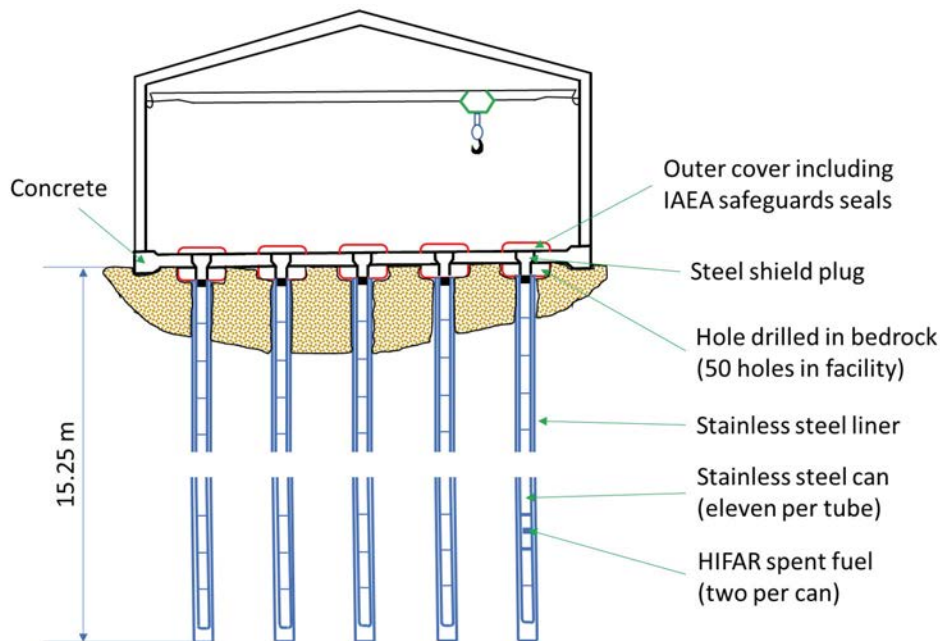 Concrete
Outer cover including
IAEA safeguards seals
Steel shield plug
Hole drilled in bedrock
(50 holes in facility)
Stainless steel liner
15.25 m
Stainless steel can
(eleven per tube)
HIFAR spent fuel
(two per can)